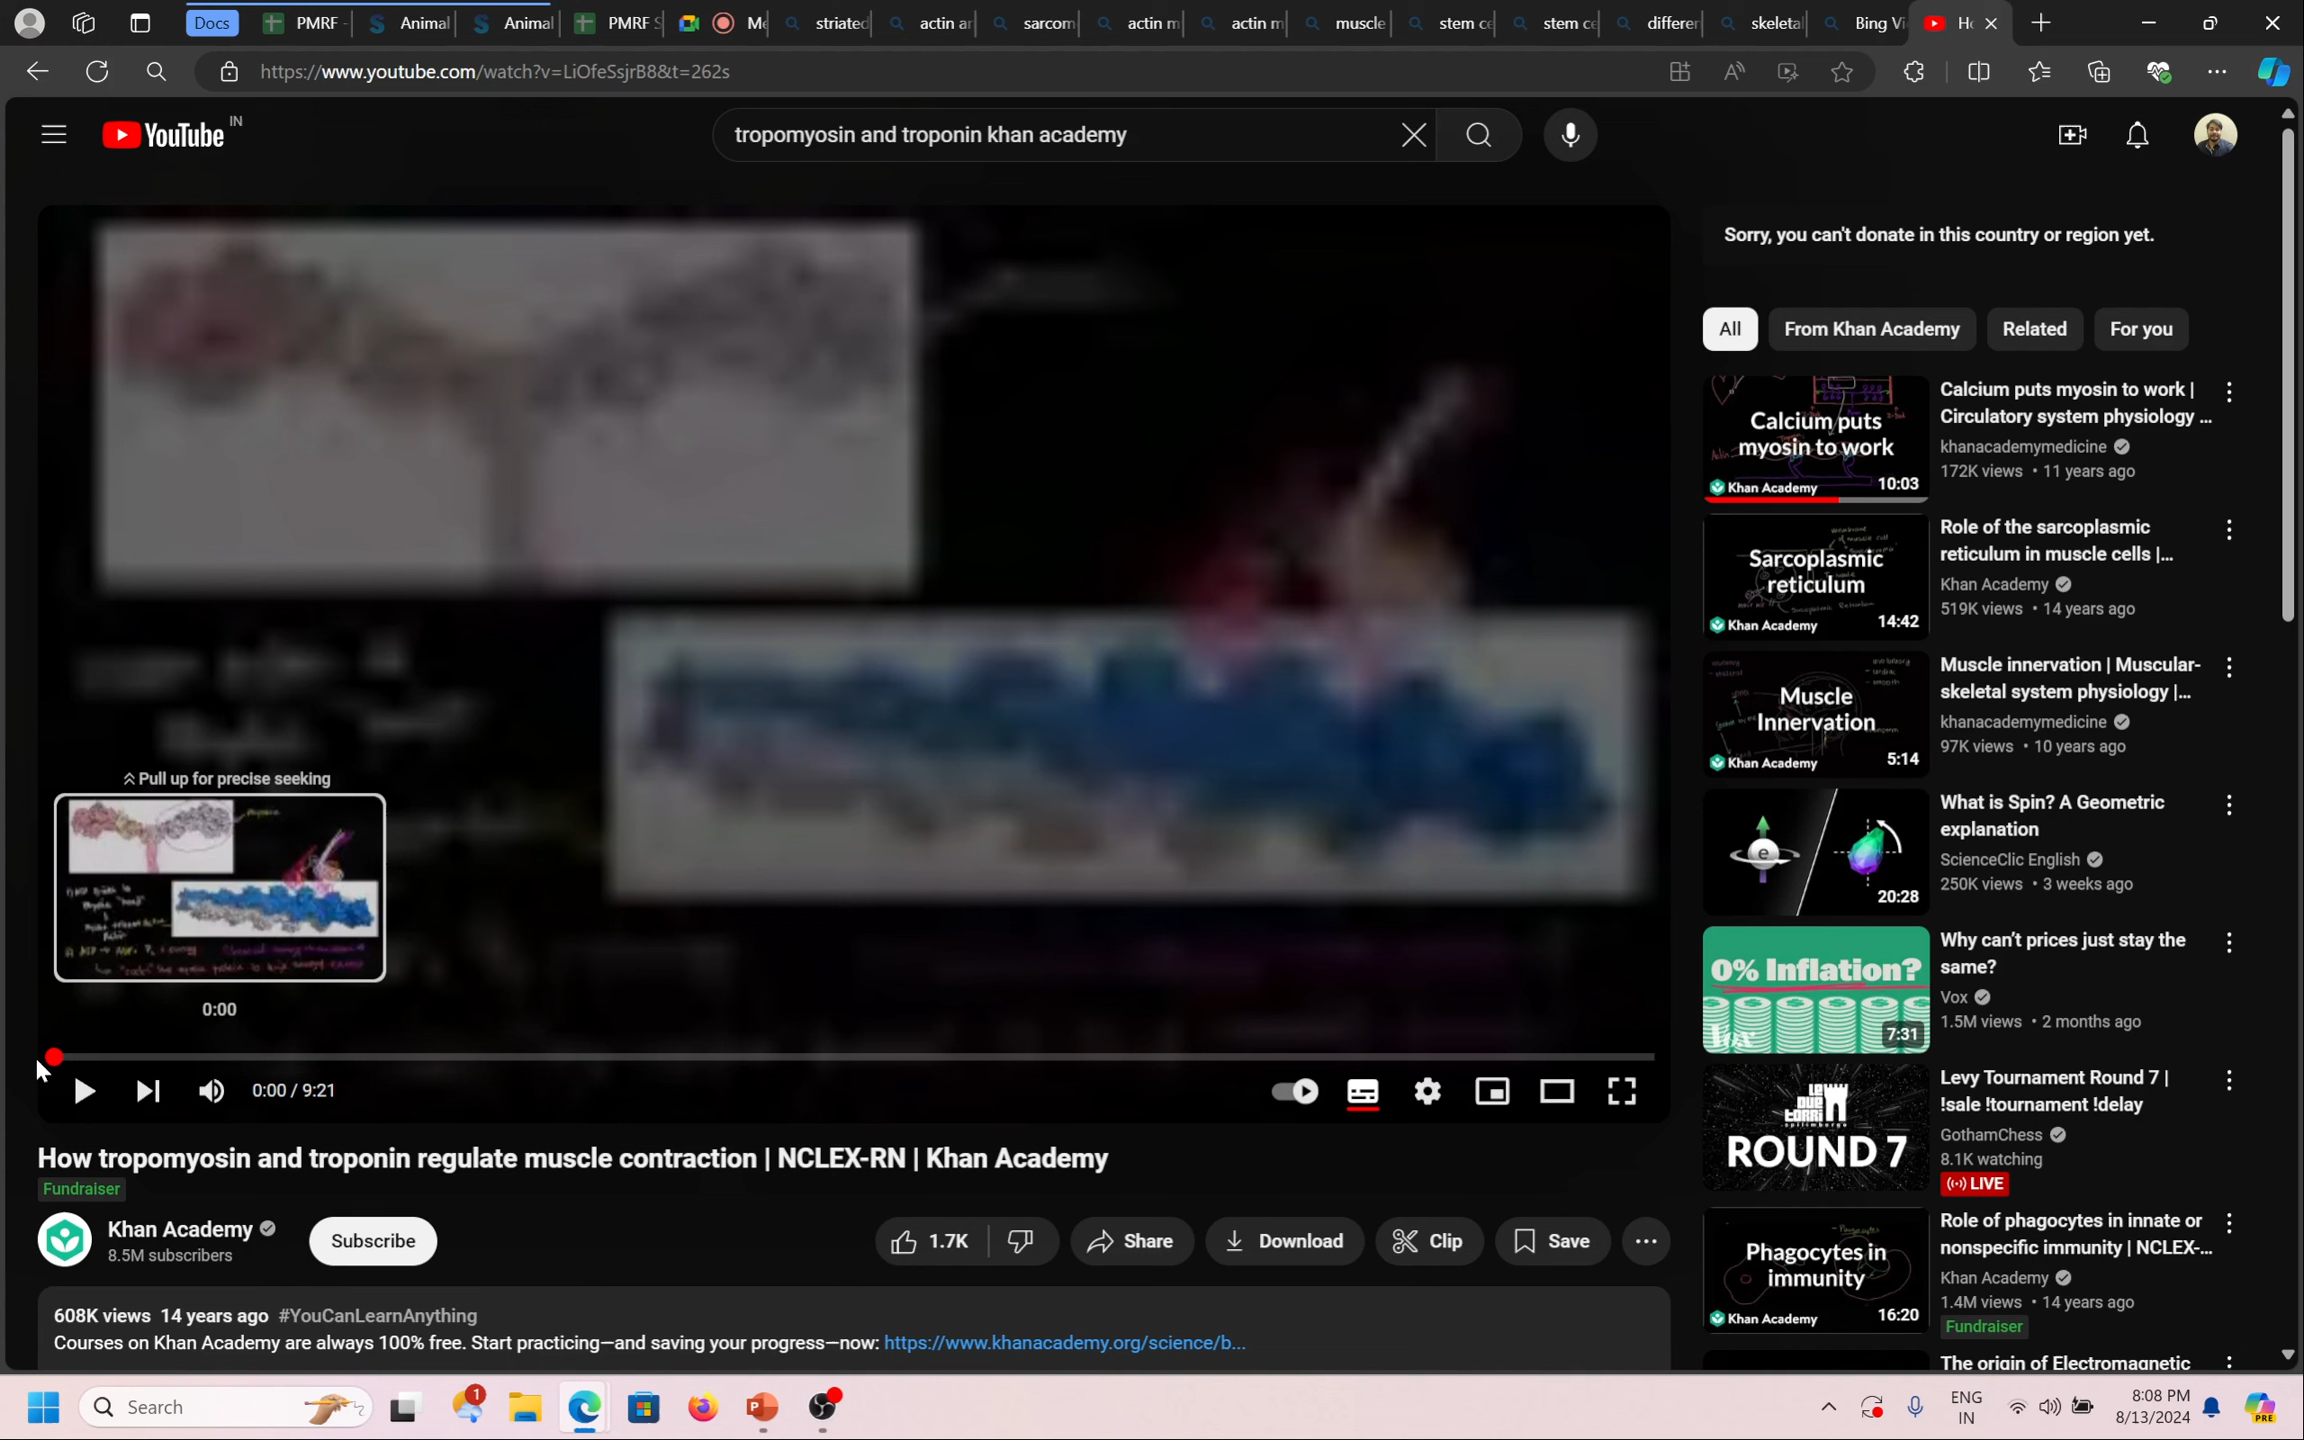 Docs
PMRF -
Animal
Animal
PMRF S
Me
striated
actin ar
sarcom
actin m
actin m
muscle
stem ce
stem ce
differer
skeletal
Bing Vi
Ho
https://www.youtube.com/watch?v=LiOfeSsjrB8&t=262s
YouTube IN
tropomyosin and troponin khan academy
Sorry, you can't donate in this country or region yet.
All
From Khan Academy
Related
For you
Calcium puts
myosin to work
Khan Academy
10:03
Calcium puts myosin to work |
Circulatory system physiology ...
khanacademymedicine
172K views • 11 years ago
Sarcoplasmic
reticulum
Khan Academy
14:42
Role of the sarcoplasmic
reticulum in muscle cells |...
Khan Academy
519K views • 14 years ago
Muscle
Innervation
Khan Academy
5:14
Muscle innervation | Muscular-
skeletal system physiology |...
khanacademymedicine
97K views • 10 years ago
20:28
What is Spin? A Geometric
explanation
ScienceClic English
250K views • 3 weeks ago
0% Inflation?
Vox
7:31
Why can't prices just stay the
same?
Vox
1.5M views • 2 months ago
ROUND 7
Levy Tournament Round 7 |
!sale !tournament !delay
GothamChess
8.1K watching
LIVE
Phagocytes in
immunity
Khan Academy
16:20
Role of phagocytes in innate or
nonspecific immunity | NCLEX-...
Khan Academy
1.4M views • 14 years ago
Fundraiser
The origin of Electromagnetic
Pull up for precise seeking
0:00
0:00 / 9:21
How tropomyosin and troponin regulate muscle contraction | NCLEX-RN | Khan Academy
Fundraiser
Khan Academy
8.5M subscribers
Subscribe
1.7K
Share
Download
Clip
Save
608K views 14 years ago #YouCanLearnAnything
Courses on Khan Academy are always 100% free. Start practicing—and saving your progress—now: https://www.khanacademy.org/science/b...
Search
1
ENG
IN
8:08 PM
8/13/2024
PRE